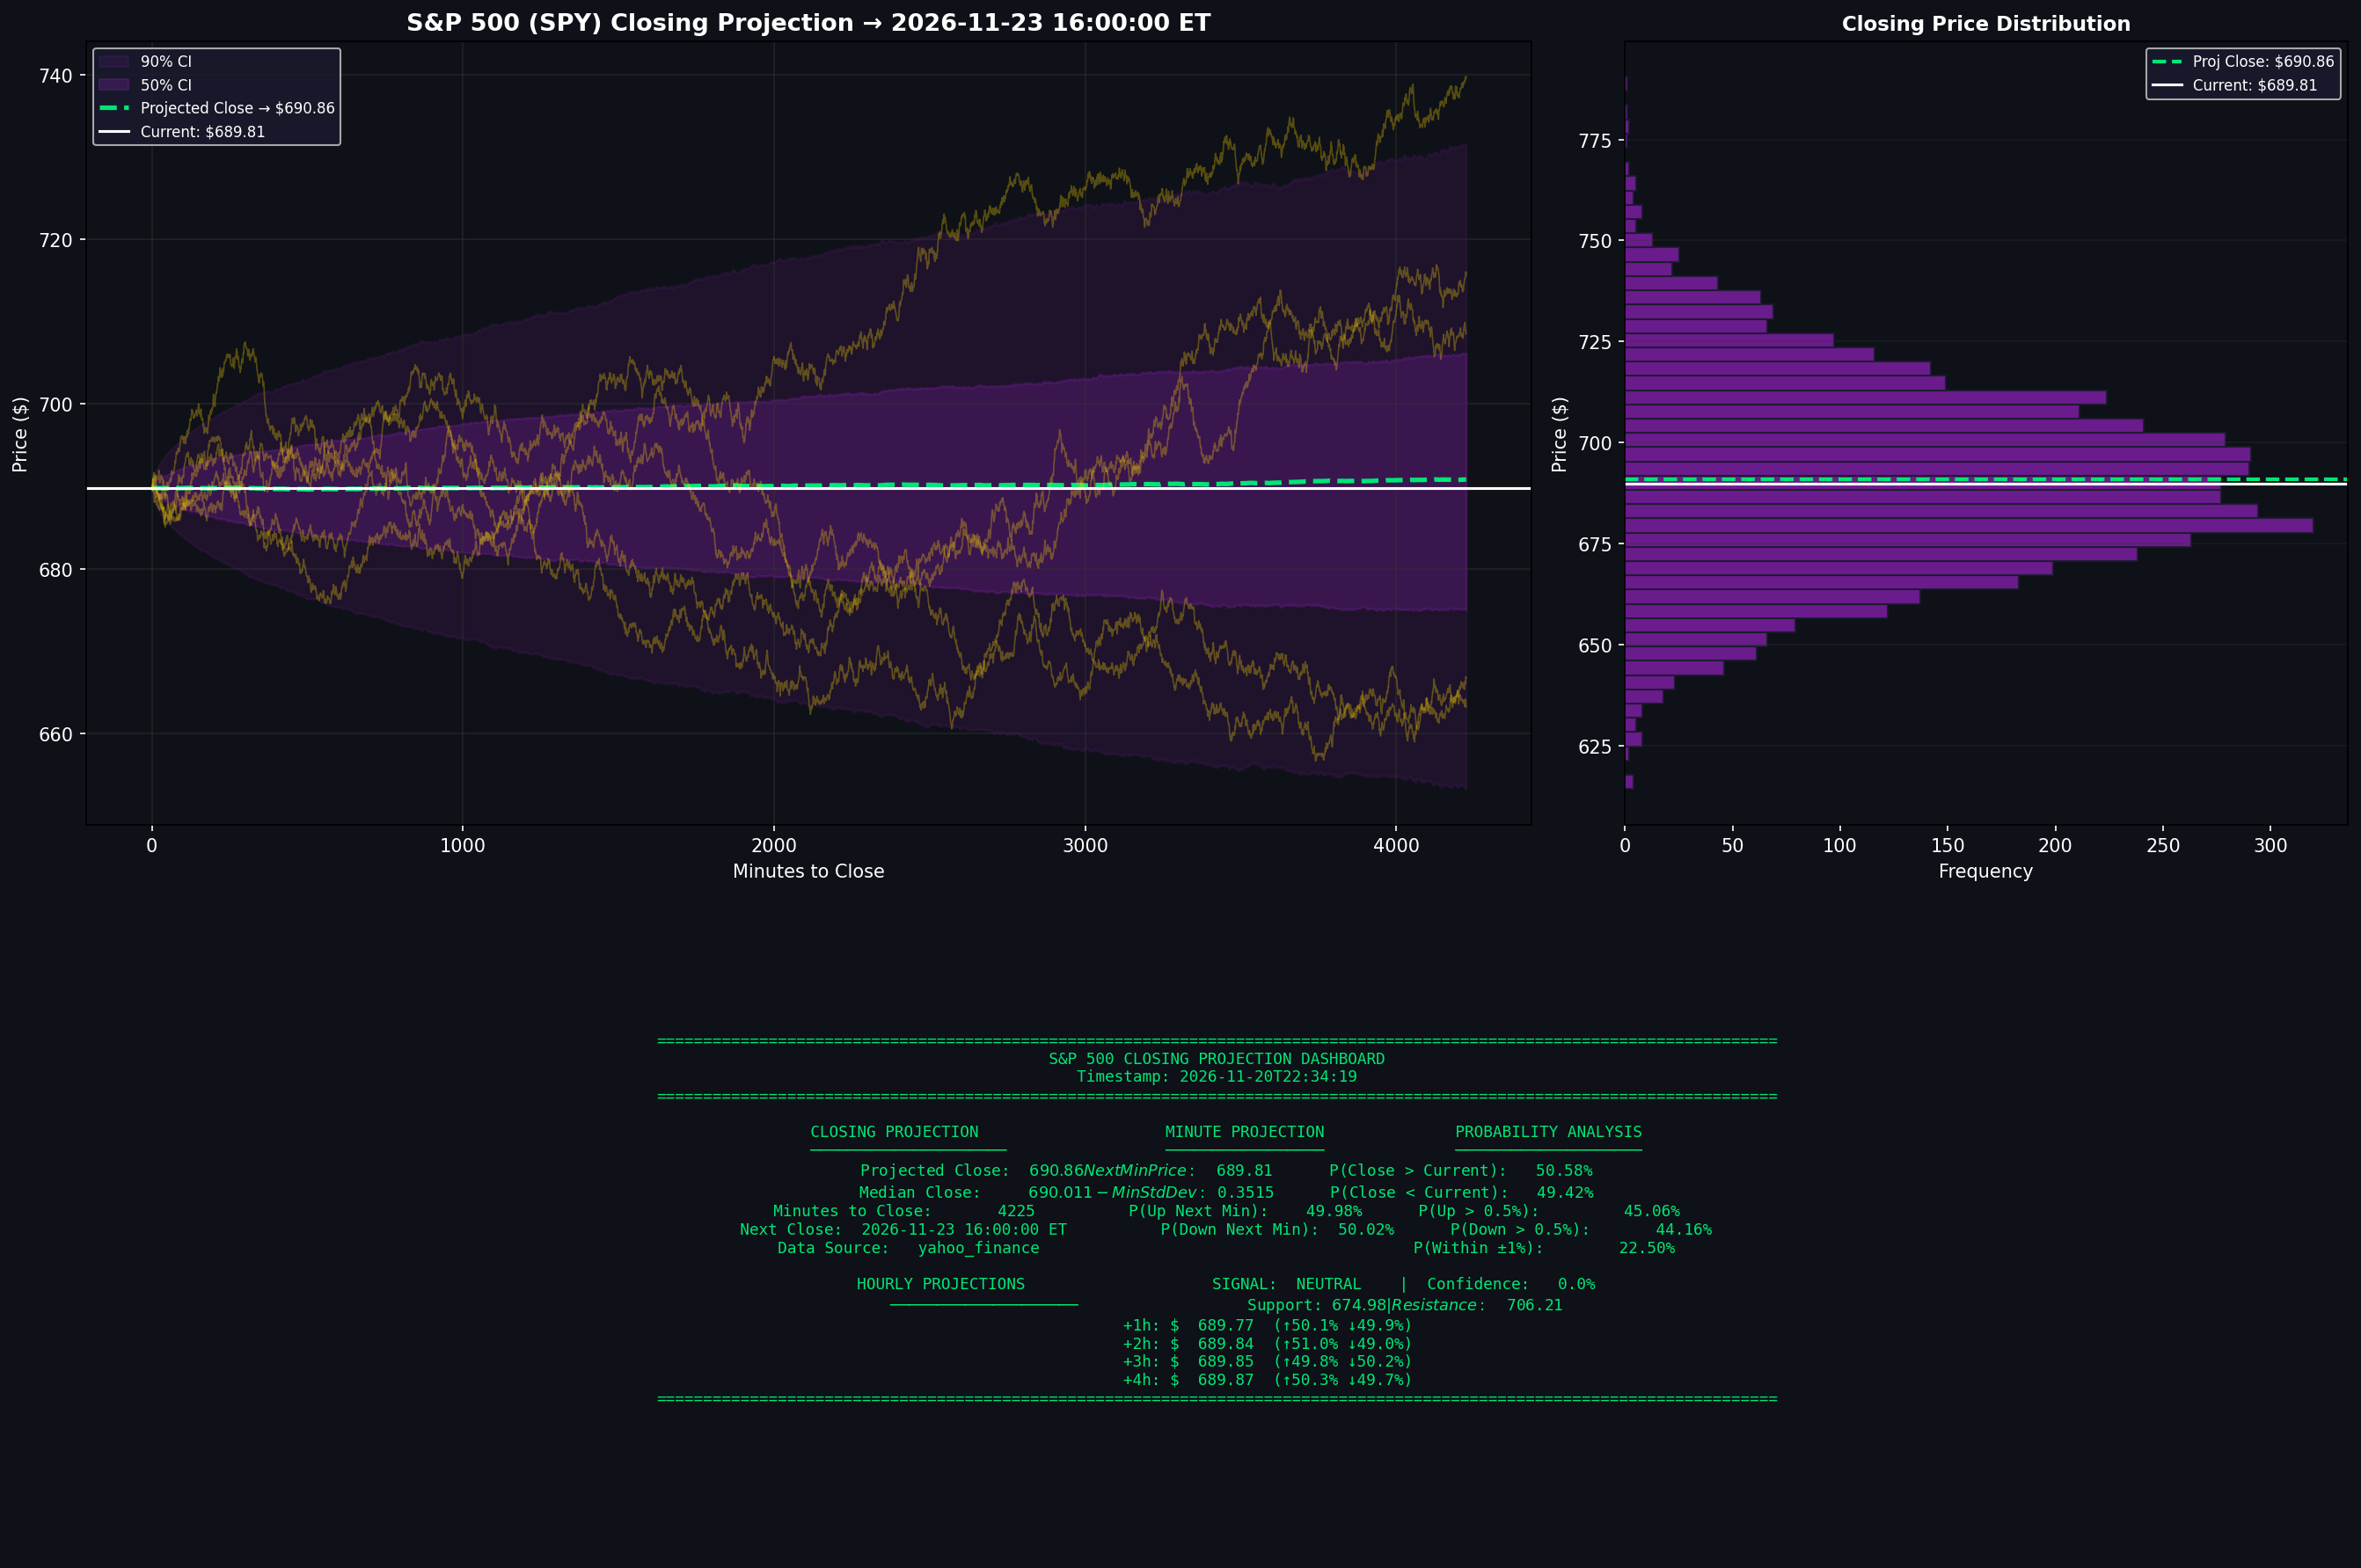 S&P 500 (SPY) Closing Projection → 2026-11-23 16:00:00 ET
90% CI
50% CI
Projected Close → $690.86
Current: $689.81
Price ($)
740
720
700
680
660
0 1000 2000 3000 4000
Minutes to Close
Closing Price Distribution
Proj Close: $690.86
Current: $689.81
Price ($)
775
750
725
700
675
650
625
0 50 100 150 200 250 300
Frequency
========================================================================================================================
S&P 500 CLOSING PROJECTION DASHBOARD
Timestamp: 2026-11-20T22:34:19
========================================================================================================================
CLOSING PROJECTION MINUTE PROJECTION PROBABILITY ANALYSIS
───────────────────── ───────────────── ────────────────────
Projected Close: 690.86NextMinPrice: 689.81 P(Close > Current): 50.58%
Median Close: 690.011−MinStdDev: 0.3515 P(Close < Current): 49.42%
Minutes to Close: 4225 P(Up Next Min): 49.98% P(Up > 0.5%): 45.06%
Next Close: 2026-11-23 16:00:00 ET P(Down Next Min): 50.02% P(Down > 0.5%): 44.16%
Data Source: yahoo_finance P(Within ±1%): 22.50%
HOURLY PROJECTIONS SIGNAL: NEUTRAL | Confidence: 0.0%
──────────────────── Support: 674.98|Resistance: 706.21
+1h: $ 689.77 (↑50.1% ↓49.9%)
+2h: $ 689.84 (↑51.0% ↓49.0%)
+3h: $ 689.85 (↑49.8% ↓50.2%)
+4h: $ 689.87 (↑50.3% ↓49.7%)
========================================================================================================================